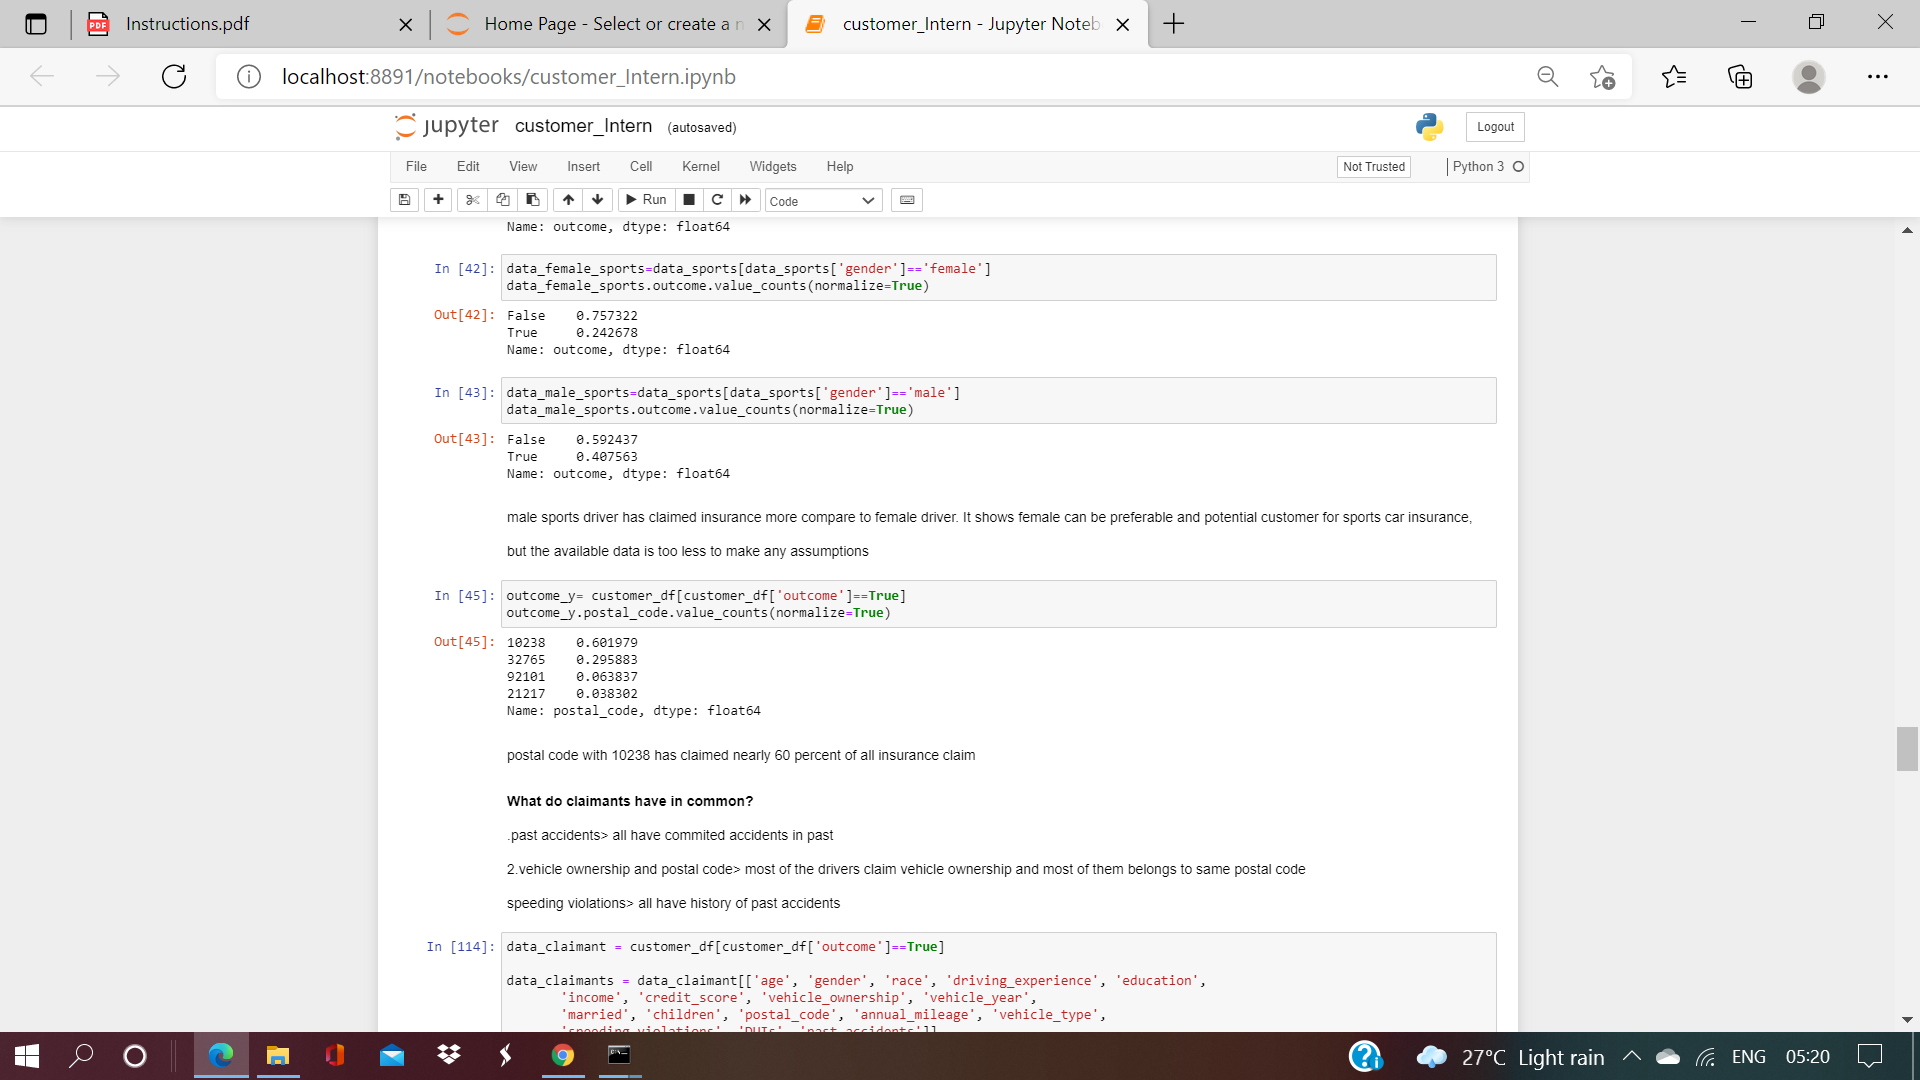 Instructions.pdf
Home Page - Select or create a n
customer_Intern - Jupyter Noteb
localhost:8891/notebooks/customer_Intern.ipynb
jupyter customer_Intern (autosaved)
Logout
File Edit View Insert Cell Kernel Widgets Help
Not Trusted
Python 3
Run
Code
Name: outcome, dtype: float64
In [42]: data_female_sports=data_sports[data_sports['gender']=='female']
data_female_sports.outcome.value_counts(normalize=True)
Out[42]: False 0.757322
True 0.242678
Name: outcome, dtype: float64
In [43]: data_male_sports=data_sports[data_sports['gender']=='male']
data_male_sports.outcome.value_counts(normalize=True)
Out[43]: False 0.592437
True 0.407563
Name: outcome, dtype: float64
male sports driver has claimed insurance more compare to female driver. It shows female can be preferable and potential customer for sports car insurance,
but the available data is too less to make any assumptions
In [45]: outcome_y= customer_df[customer_df['outcome']==True]
outcome_y.postal_code.value_counts(normalize=True)
Out[45]: 10238 0.601979
32765 0.295883
92101 0.063837
21217 0.038302
Name: postal_code, dtype: float64
postal code with 10238 has claimed nearly 60 percent of all insurance claim
What do claimants have in common?
.past accidents> all have commited accidents in past
2.vehicle ownership and postal code> most of the drivers claim vehicle ownership and most of them belongs to same postal code
speeding violations> all have history of past accidents
In [114]: data_claimant = customer_df[customer_df['outcome']==True]
data_claimants = data_claimant[['age', 'gender', 'race', 'driving_experience', 'education',
'income', 'credit_score', 'vehicle_ownership', 'vehicle_year',
'married', 'children', 'postal_code', 'annual_mileage', 'vehicle_type',
'speeding_violations', 'DUIs', 'past_accidents']]
27°C Light rain
ENG
05:20